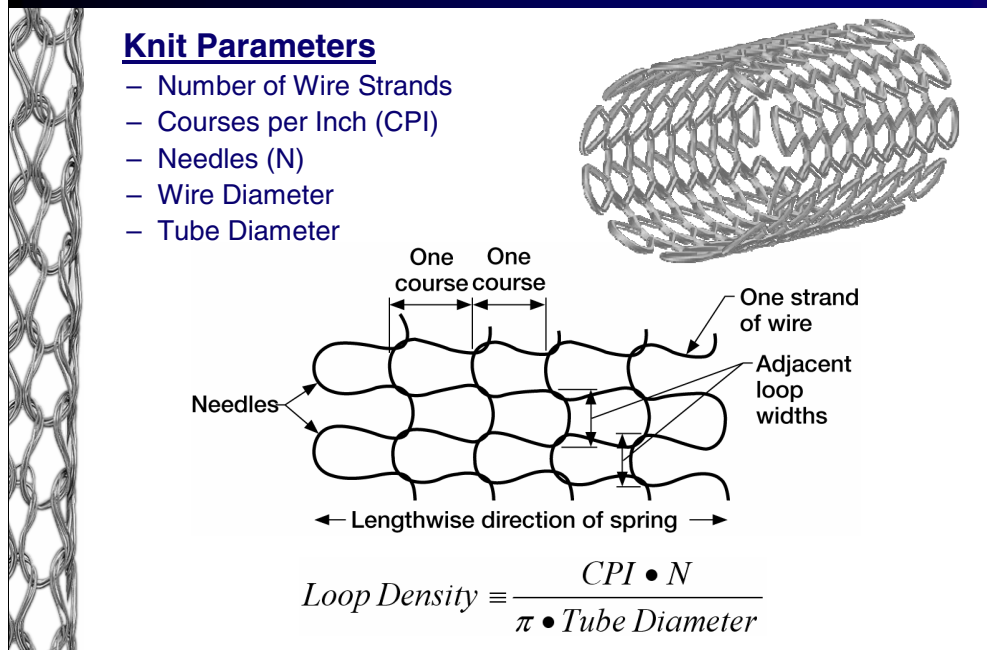 Knit Parameters
– Number of Wire Strands
– Courses per Inch (CPI)
– Needles (N)
– Wire Diameter
– Tube Diameter
One
course
One
course
One strand
of wire
Adjacent
loop
widths
Needles
Lengthwise direction of spring
Loop Density ≡ CPI • N
π • Tube Diameter